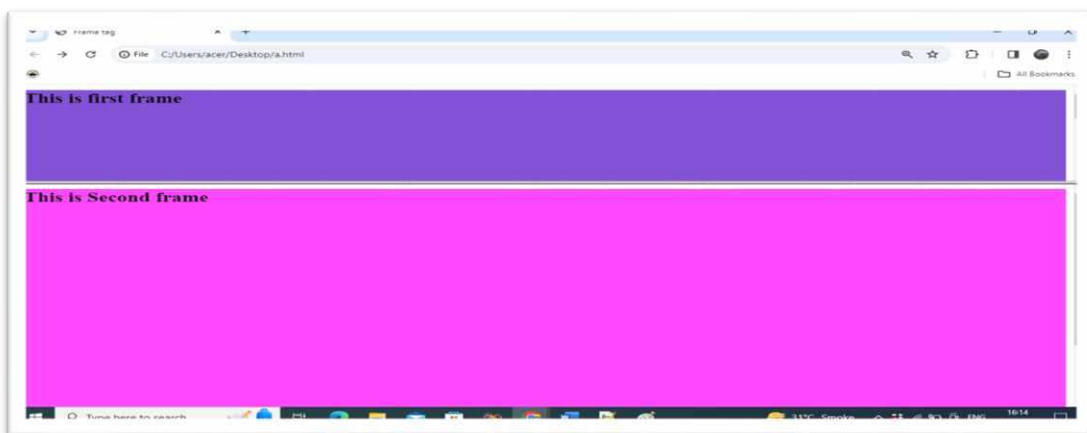 Frame tag
File C:/Users/acer/Desktop/a.html
All Bookmarks
This is first frame
This is Second frame
Type here to search 31°C Smoke ENG 16:14